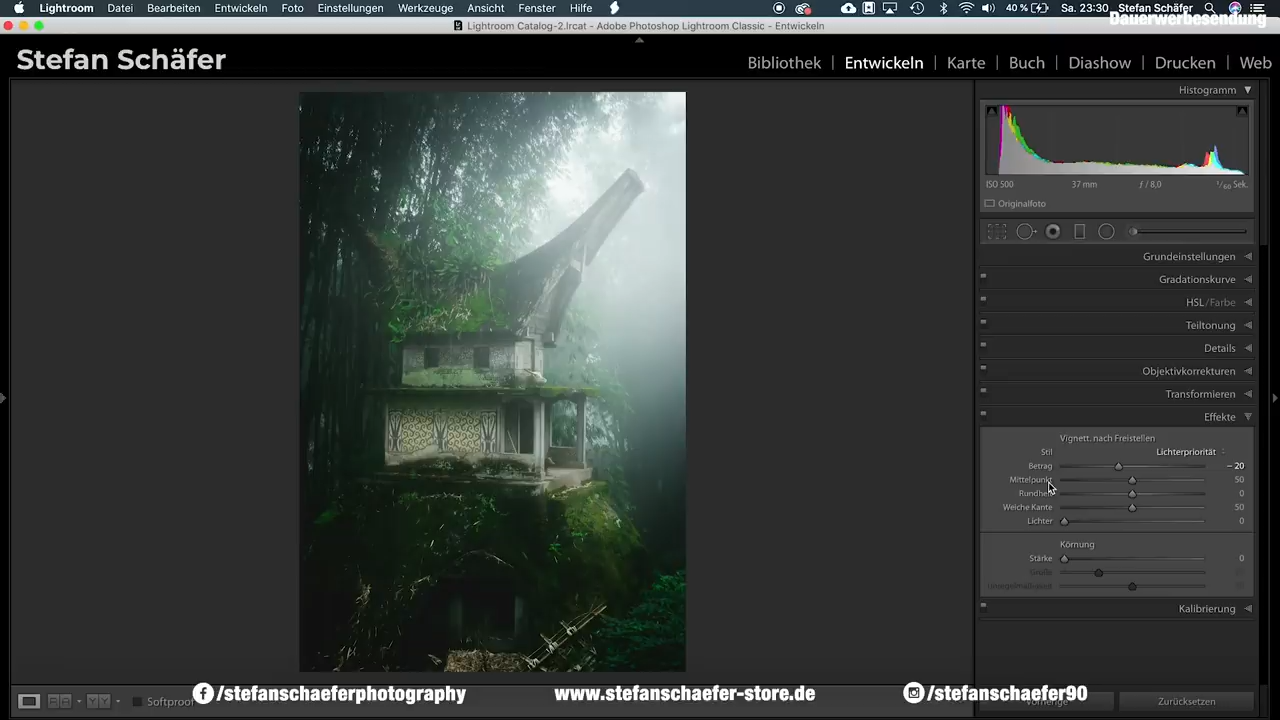 Lightroom Datei Bearbeiten Entwickeln Foto Einstellungen Werkzeuge Ansicht Fenster Hilfe 40 % Sa. 23:30 Stefan Schäfer
Dauerwerbesendung
Lightroom Catalog-2.lrcat - Adobe Photoshop Lightroom Classic - Entwickeln
Stefan Schäfer
Bibliothek | Entwickeln | Karte | Buch | Diashow | Drucken | Web
Histogramm
ISO 500 37 mm ƒ / 8,0 1/60 Sek.
Originalfoto
Grundeinstellungen
Gradationskurve
HSL / Farbe
Teiltonung
Details
Objektivkorrekturen
Transformieren
Effekte
Vignett. nach Freistellen
Stil Lichterpriorität
Betrag – 20
Mittelpunkt 50
Rundheit 0
Weiche Kante 50
Lichter 0
Körnung
Stärke 0
Größe
Kalibrierung
Softproof
/stefanschaeferphotography www.stefanschaefer-store.de /stefanschaefer90
Vorherige Zurücksetzen